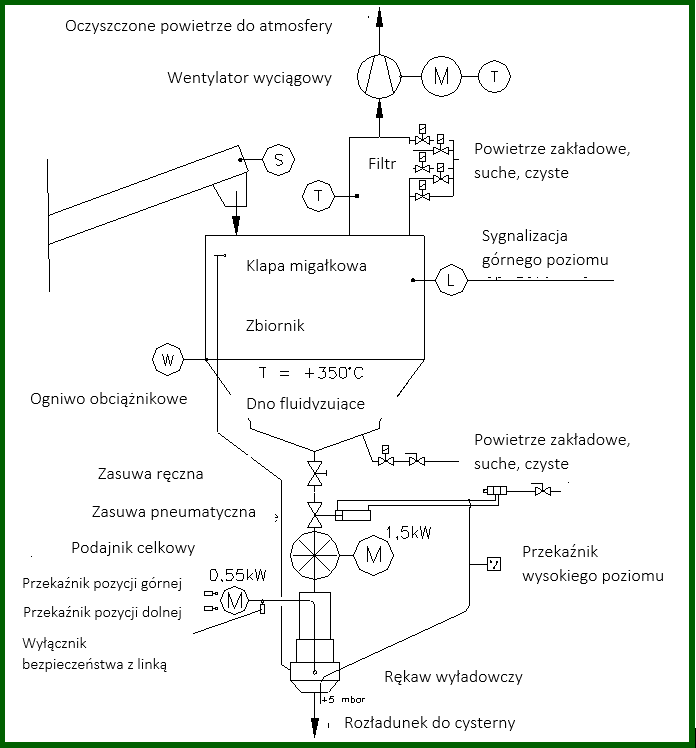 Oczyszczone powietrze do atmosfery
Wentylator wyciągowy
M
T
S
Filtr
Powietrze zakładowe,
suche, czyste
T
Sygnalizacja
górnego poziomu
Klapa migałkowa
L
Zbiornik
W
T = +350°C
Ogniwo obciążnikowe
Dno fluidyzujące
Powietrze zakładowe,
suche, czyste
Zasuwa ręczna
Zasuwa pneumatyczna
1,5kW
Podajnik celkowy
M
Przekaźnik
wysokiego poziomu
0,55kW
Przekaźnik pozycji górnej
M
Przekaźnik pozycji dolnej
Wyłącznik
bezpieczeństwa z linką
Rękaw wyładowczy
+5 mbar
Rozładunek do cysterny